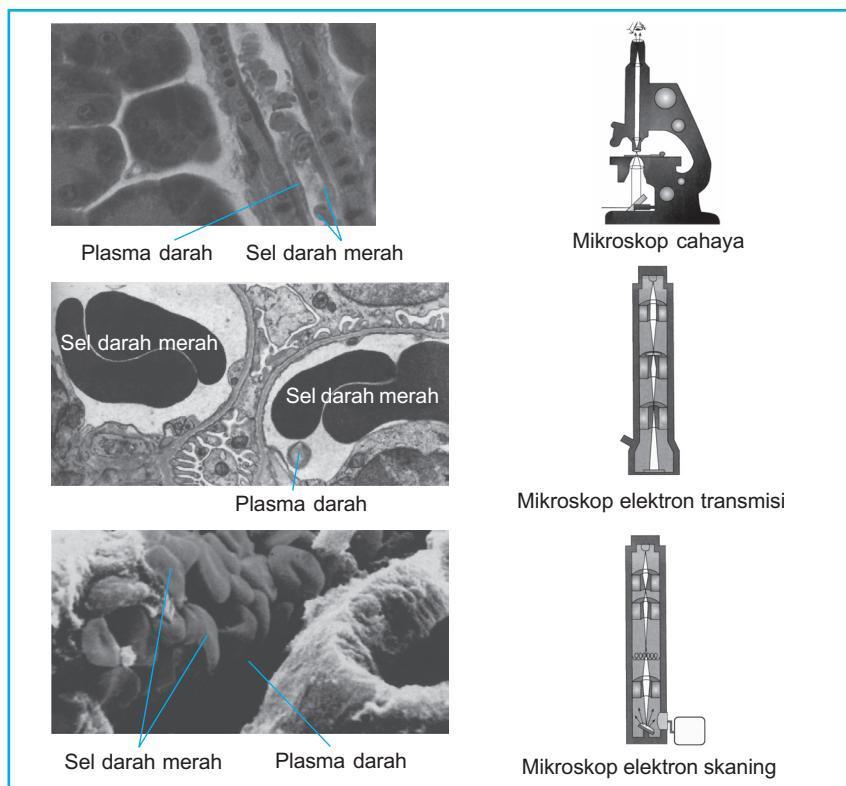 Plasma darah
Sel darah merah
Mikroskop cahaya
Sel darah merah
Sel darah merah
Plasma darah
Mikroskop elektron transmisi
Sel darah merah
Plasma darah
Mikroskop elektron skaning